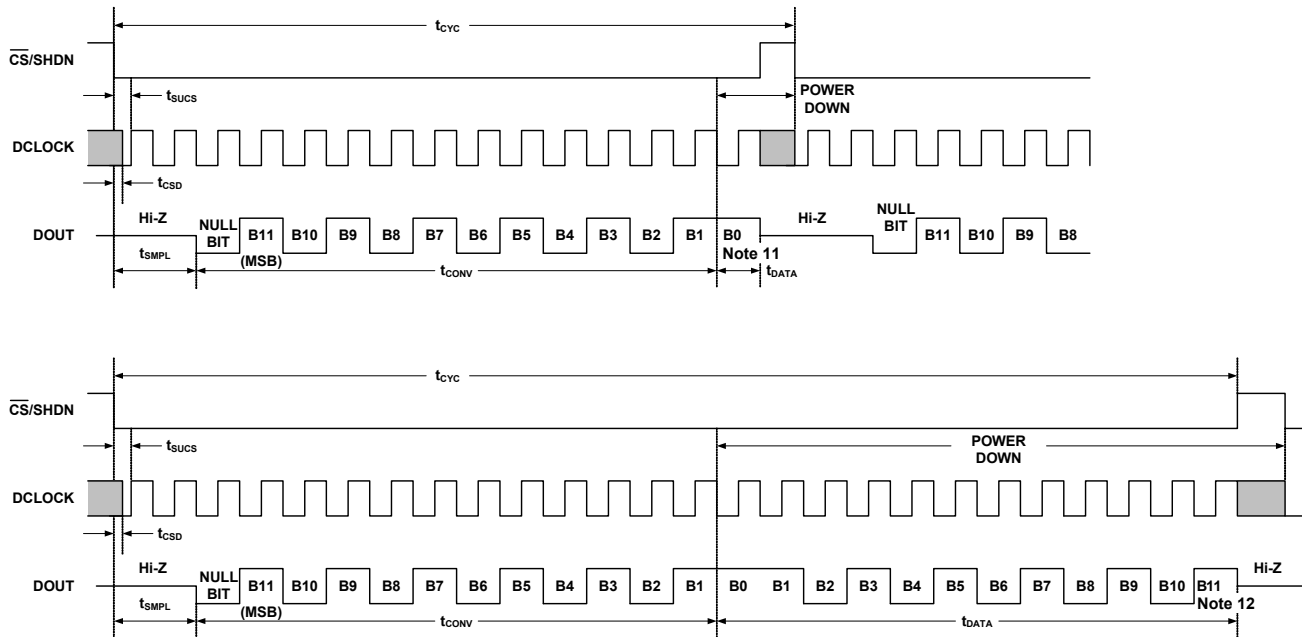 tCYC
CS/SHDN
tSUCS
POWER
DOWN
DCLOCK
tCSD
Hi-Z
NULL
BIT
B11
(MSB)
B10 B9 B8 B7 B6 B5 B4 B3 B2 B1 B0
Note 11
Hi-Z
NULL
BIT
B11 B10 B9 B8
DOUT
tSMPL
tCONV
tDATA
tCYC
CS/SHDN
tSUCS
POWER
DOWN
DCLOCK
tCSD
Hi-Z
NULL
BIT
B11
(MSB)
B10 B9 B8 B7 B6 B5 B4 B3 B2 B1 B0 B1 B2 B3 B4 B5 B6 B7 B8 B9 B10 B11
Note 12
Hi-Z
DOUT
tSMPL
tCONV
tDATA